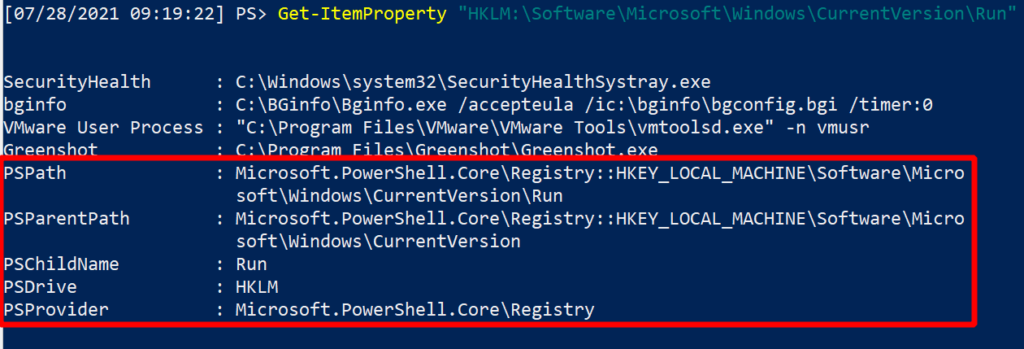 [07/28/2021 09:19:22] PS> Get-ItemProperty "HKLM:\Software\Microsoft\Windows\CurrentVersion\Run"
SecurityHealth : C:\Windows\system32\SecurityHealthSystray.exe
bginfo : C:\BGinfo\Bginfo.exe /accepteula /ic:\bginfo\bgconfig.bgi /timer:0
VMware User Process : "C:\Program Files\VMware\VMware Tools\vmtoolsd.exe" -n vmusr
Greenshot : C:\Program Files\Greenshot\Greenshot.exe
PSPath : Microsoft.PowerShell.Core\Registry::HKEY_LOCAL_MACHINE\Software\Micro
soft\Windows\CurrentVersion\Run
PSParentPath : Microsoft.PowerShell.Core\Registry::HKEY_LOCAL_MACHINE\Software\Micro
soft\Windows\CurrentVersion
PSChildName : Run
PSDrive : HKLM
PSProvider : Microsoft.PowerShell.Core\Registry